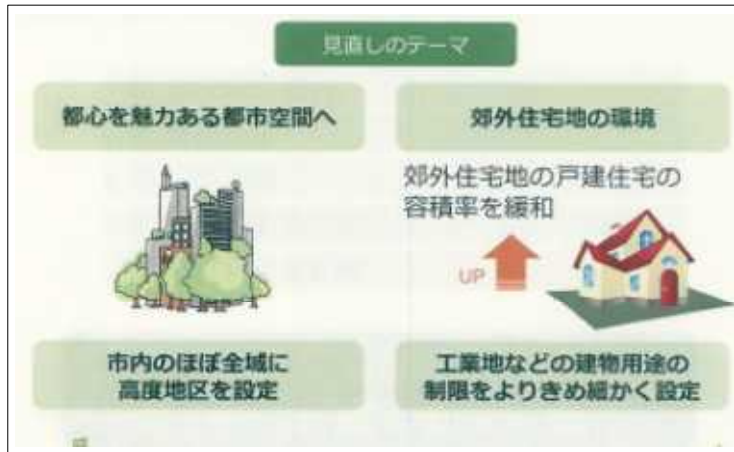 見直しのテーマ
都心を魅力ある都市空間へ
郊外住宅地の環境
郊外住宅地の戸建住宅の
容積率を緩和
UP
市内のほぼ全域に
高度地区を設定
工業地などの建物用途の
制限をよりきめ細かく設定